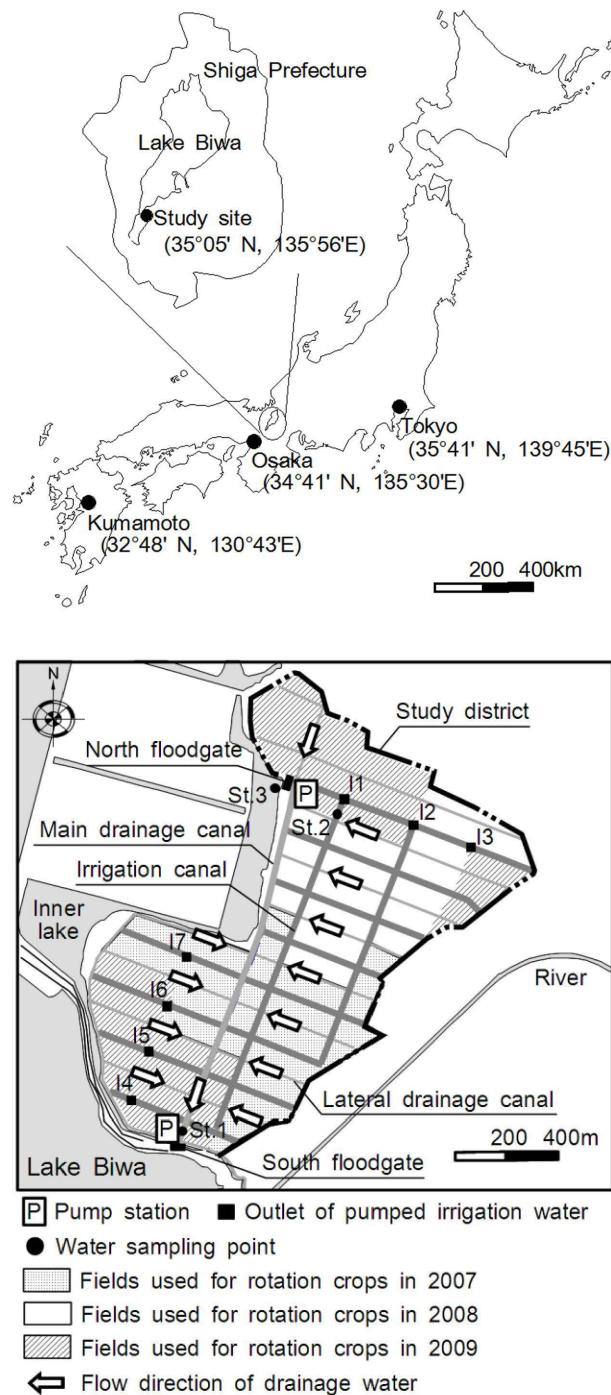 Shiga Prefecture
Lake Biwa
Study site
(35°05' N, 135°56'E)
Tokyo
(35°41' N, 139°45'E)
Osaka
(34°41' N, 135°30'E)
Kumamoto
(32°48' N, 130°43'E)
200 400km
N
Study district
North floodgate
St.3
P
I1
St.2
I2
I3
Main drainage canal
Irrigation canal
Inner
lake
I7
River
I6
I5
I4
Lateral drainage canal
P
St.1
200 400m
Lake Biwa
South floodgate
P Pump station
Outlet of pumped irrigation water
Water sampling point
Fields used for rotation crops in 2007
Fields used for rotation crops in 2008
Fields used for rotation crops in 2009
Flow direction of drainage water